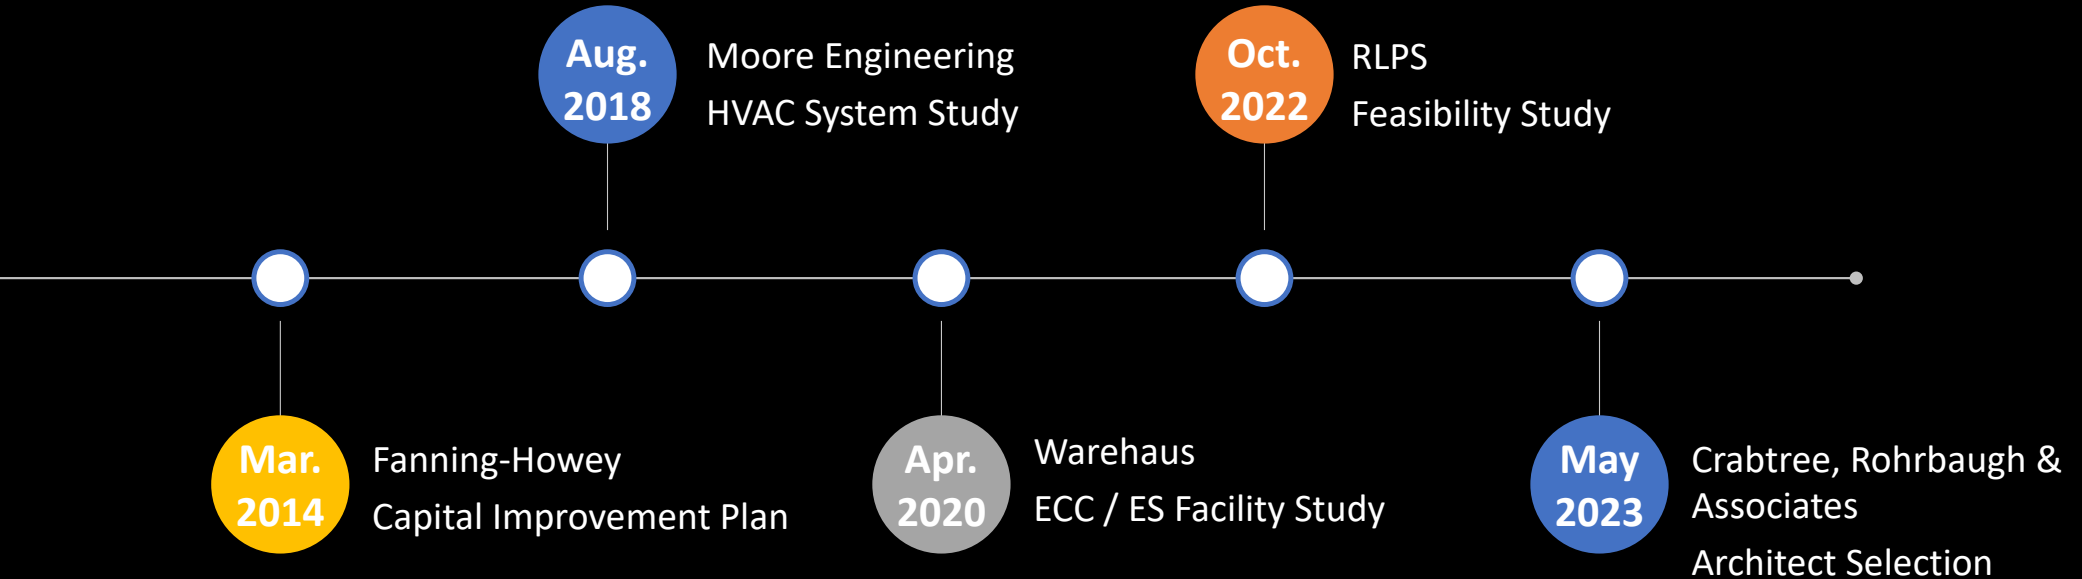 Aug.
2018
Moore Engineering
HVAC System Study
Oct.
2022
RLPS
Feasibility Study
Mar.
2014
Fanning-Howey
Capital Improvement Plan
Apr.
2020
Warehaus
ECC / ES Facility Study
May
2023
Crabtree, Rohrbaugh &
Associates
Architect Selection